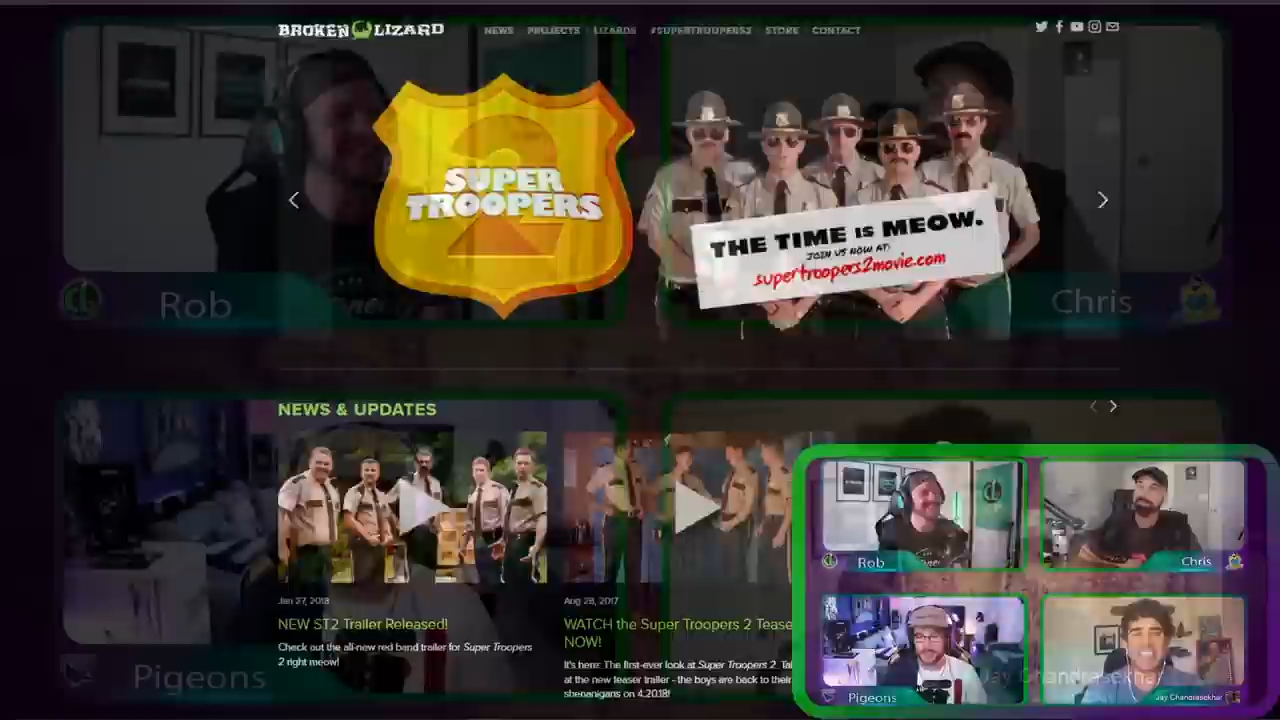 BROKEN LIZARD
NEWS PROJECTS LIZARDS #SUPERTROOPERS2 STORE CONTACT
2
SUPER
TROOPERS
THE TIME IS MEOW.
JOIN US NOW AT:
supertroopers2movie.com
Rob
Chris
NEWS & UPDATES
Jan 27, 2018
NEW ST2 Trailer Released!
Check out the all-new red band trailer for Super Troopers
2 right meow!
Aug 28, 2017
WATCH the Super Troopers 2 Tease
NOW!
It's here: The first-ever look at Super Troopers 2. Ta
at the new teaser trailer - the boys are back to their
shenanigans on 4.20.18!
Pigeons
Jay Chandrasekhar
Rob
Chris
Pigeons
Jay Chandrasekhar